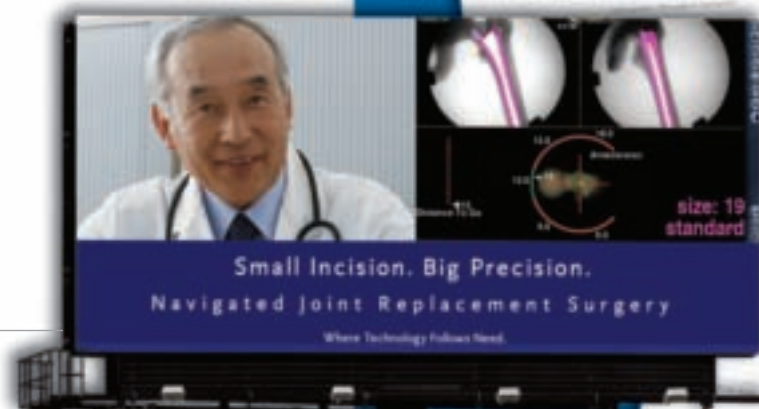 size: 19
standard
Small Incision. Big Precision.
Navigated Joint Replacement Surgery
Where Technology Follows Need.